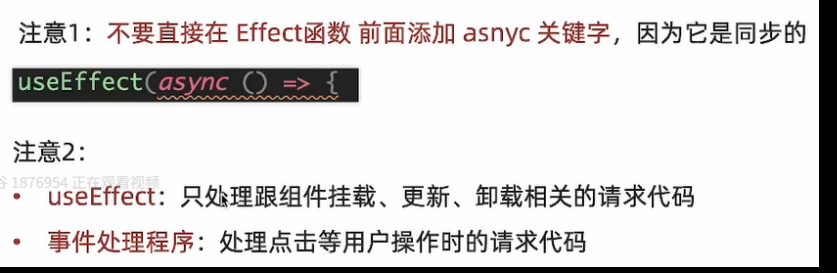 注意1：不要直接在 Effect函数 前面添加 asnyc 关键字，因为它是同步的
useEffect(async () => {
注意2：
谷 1876954 正在观看视频
• useEffect：只处理跟组件挂载、更新、卸载相关的请求代码
• 事件处理程序：处理点击等用户操作时的请求代码